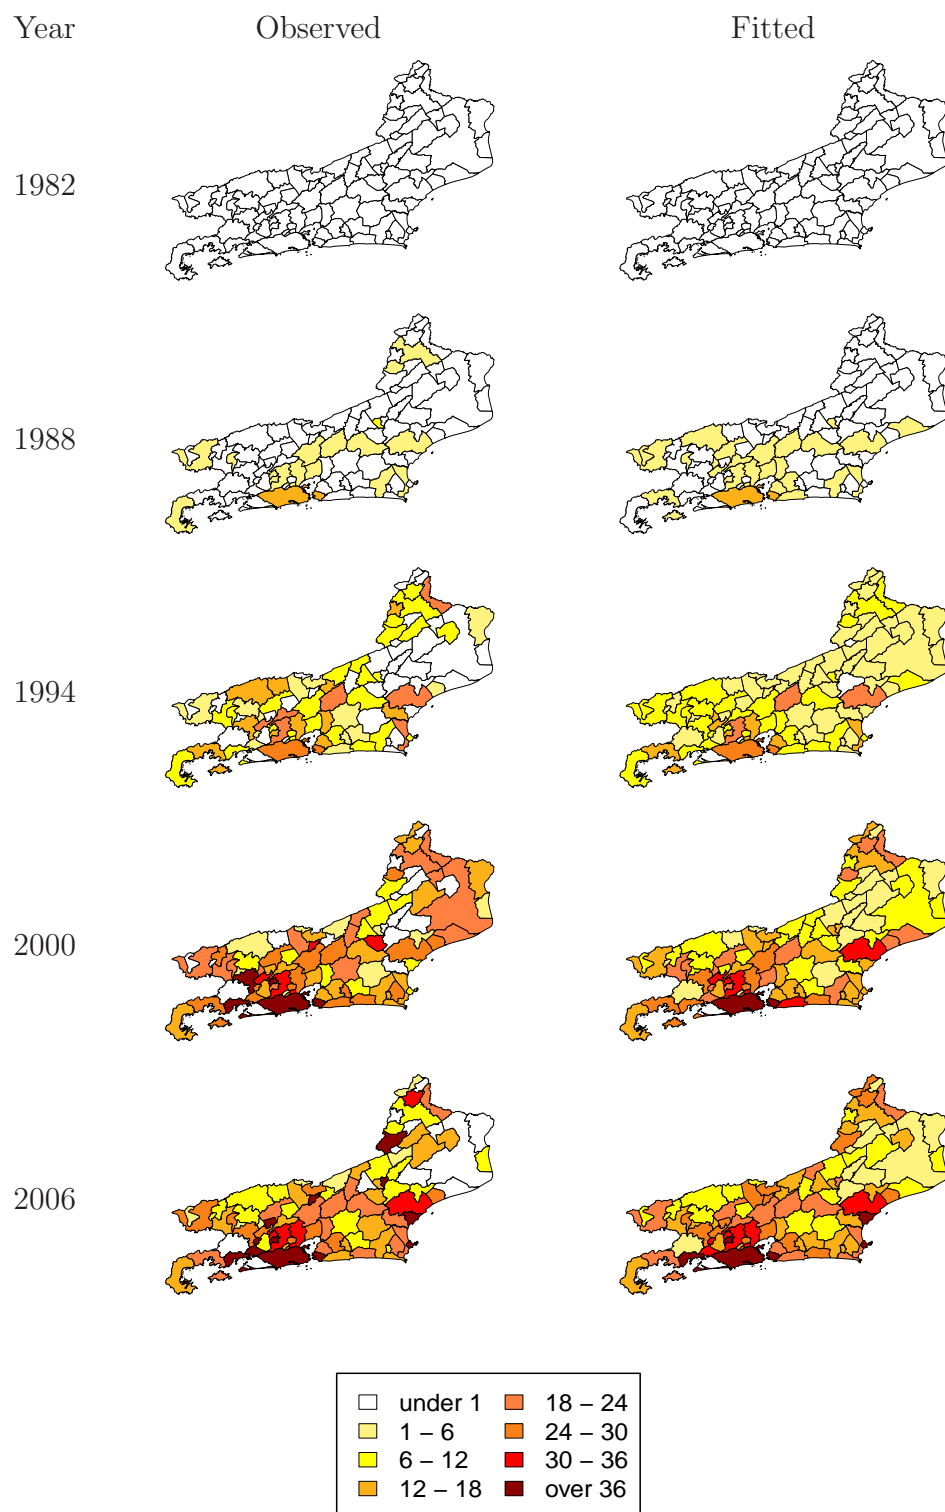 Year Observed Fitted
1982
1988
1994
2000
2006
under 1 18 – 24
1 – 6 24 – 30
6 – 12 30 – 36
12 – 18 over 36